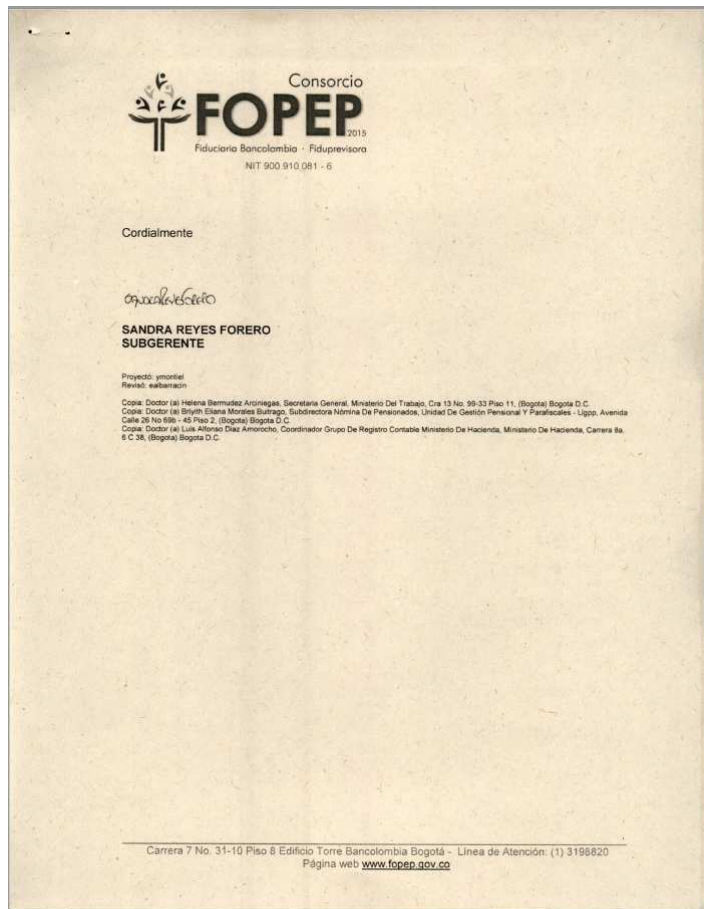 Consorcio
FOPEP
2015
Fiduciaria Bancolombia · Fiduprevisora
NIT 900 910 081 - 6
Cordialmente
SANDRA REYES FORERO
SUBGERENTE
Proyectó: ymontiel
Revisó: ealbarracin
Copia: Doctor (a) Helena Bermudez Arciniegas, Secretaria General, Ministerio Del Trabajo, Cra 13 No. 99-33 Piso 11, (Bogota) Bogota D.C.
Copia: Doctor (a) Briyith Eliana Morales Buitrago, Subdirectora Nómina De Pensionados, Unidad De Gestión Pensional Y Parafiscales - Ugpp, Avenida
Calle 26 No 69b - 45 Piso 2, (Bogota) Bogota D.C.
Copia: Doctor (a) Luis Alfonso Diaz Amorocho, Coordinador Grupo De Registro Contable Ministerio De Hacienda, Ministerio De Hacienda, Carrera 8a.
6 C 38, (Bogota) Bogota D.C.
Carrera 7 No. 31-10 Piso 8 Edificio Torre Bancolombia Bogotá - Linea de Atención: (1) 3198820
Página web www.fopep.gov.co